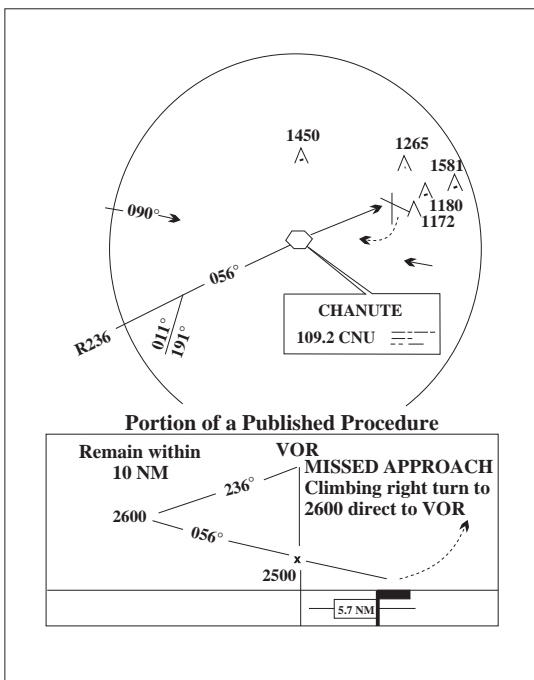 1450
1265
1581
1180
1172
090°
056°
R236
011°
191°
CHANUTE
109.2 CNU
Portion of a Published Procedure
Remain within
10 NM
VOR
MISSED APPROACH
Climbing right turn to
2600 direct to VOR
236°
2600
056°
x
2500
5.7 NM